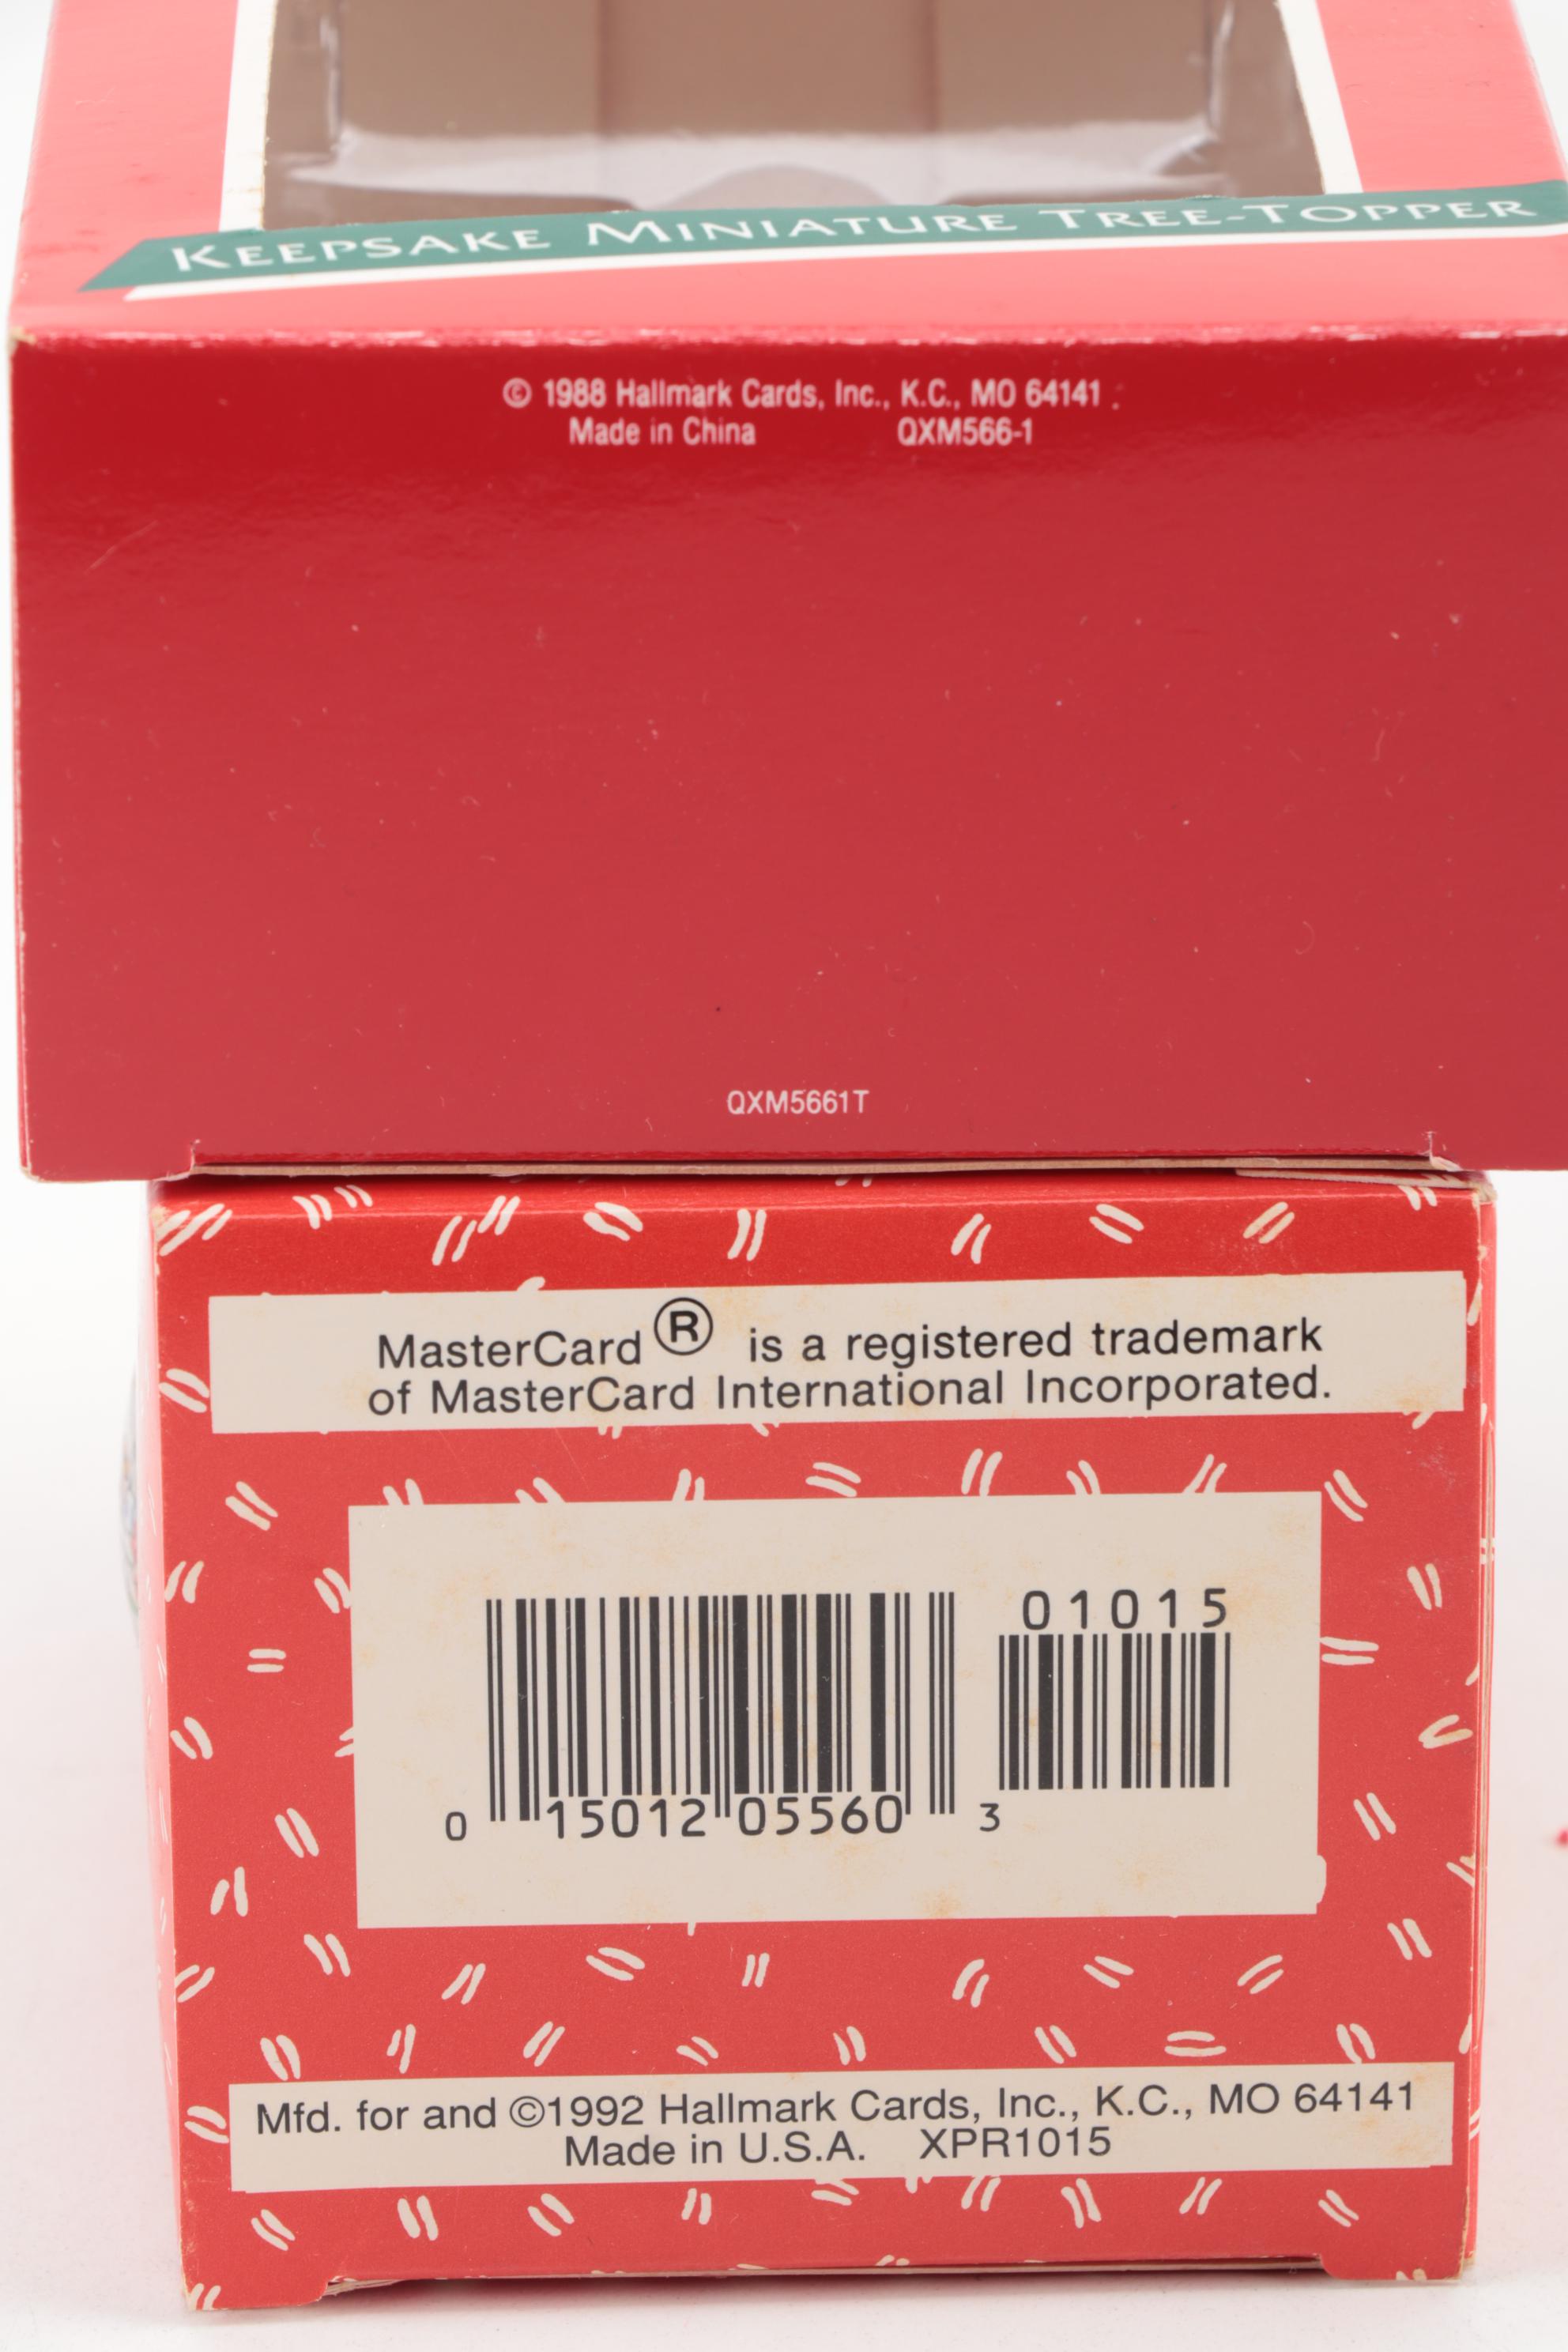 KEEPSAKE MINIATURE TREE-TOPPER
© 1988 Hallmark Cards, Inc., K.C., MO 64141
Made in China QXM566-1
QXM5661T
MasterCard® is a registered trademark
of MasterCard International Incorporated.
01015
0 15012 05560 3
Mfd. for and ©1992 Hallmark Cards, Inc., K.C., MO 64141
Made in U.S.A. XPR1015